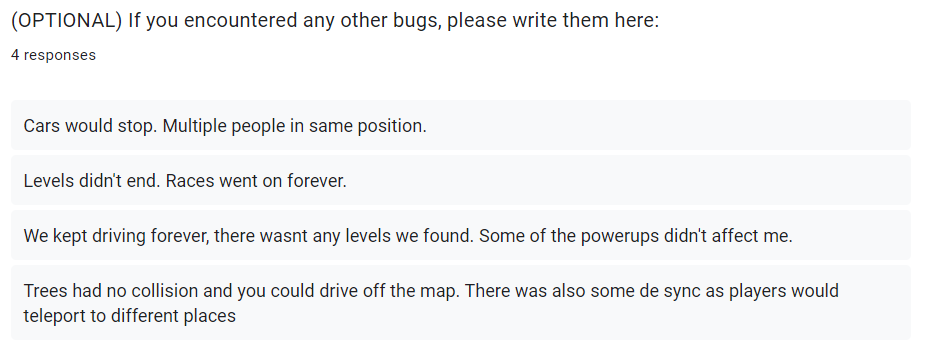 (OPTIONAL) If you encountered any other bugs, please write them here:
4 responses
Cars would stop. Multiple people in same position.
Levels didn't end. Races went on forever.
We kept driving forever, there wasnt any levels we found. Some of the powerups didn't affect me.
Trees had no collision and you could drive off the map. There was also some de sync as players would
teleport to different places